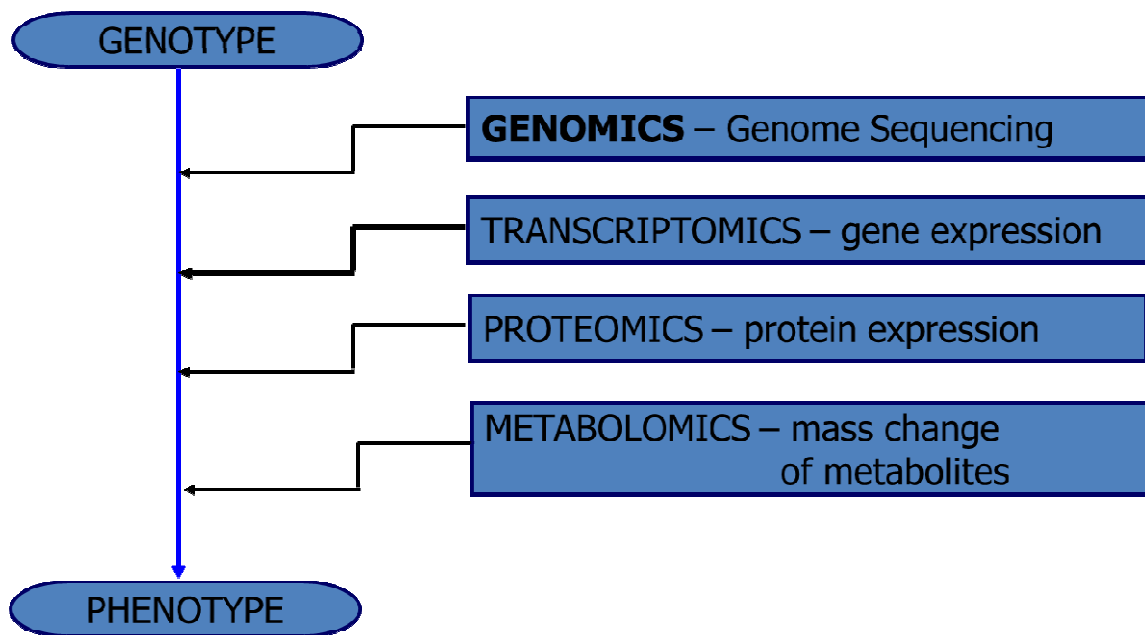 GENOTYPE
GENOMICS – Genome Sequencing
TRANSCRIPTOMICS – gene expression
PROTEOMICS – protein expression
METABOLOMICS – mass change
of metabolites
PHENOTYPE